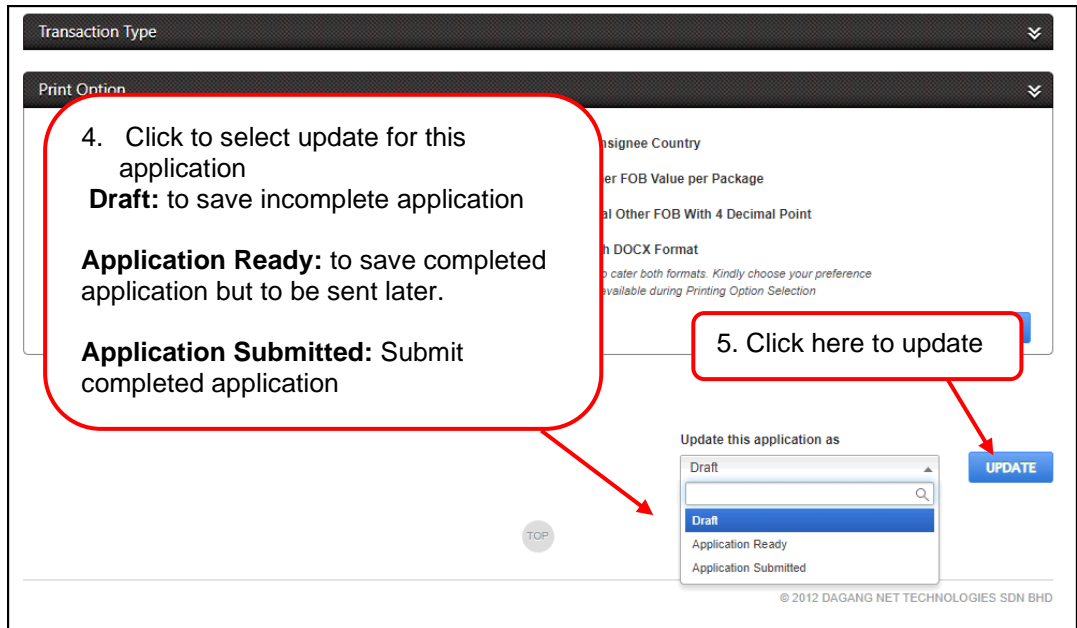 Transaction Type
Print Option
4. Click to select update for this
application
Draft: to save incomplete application
Application Ready: to save completed
application but to be sent later.
Application Submitted: Submit
completed application
Country
FOB Value per Package
Other FOB With 4 Decimal Point
DOCX Format
cater both formats. Kindly choose your preference
available during Printing Option Selection
5. Click here to update
Update this application as
Draft
UPDATE
Draft
Application Ready
Application Submitted
TOP
© 2012 DAGANG NET TECHNOLOGIES SDN BHD